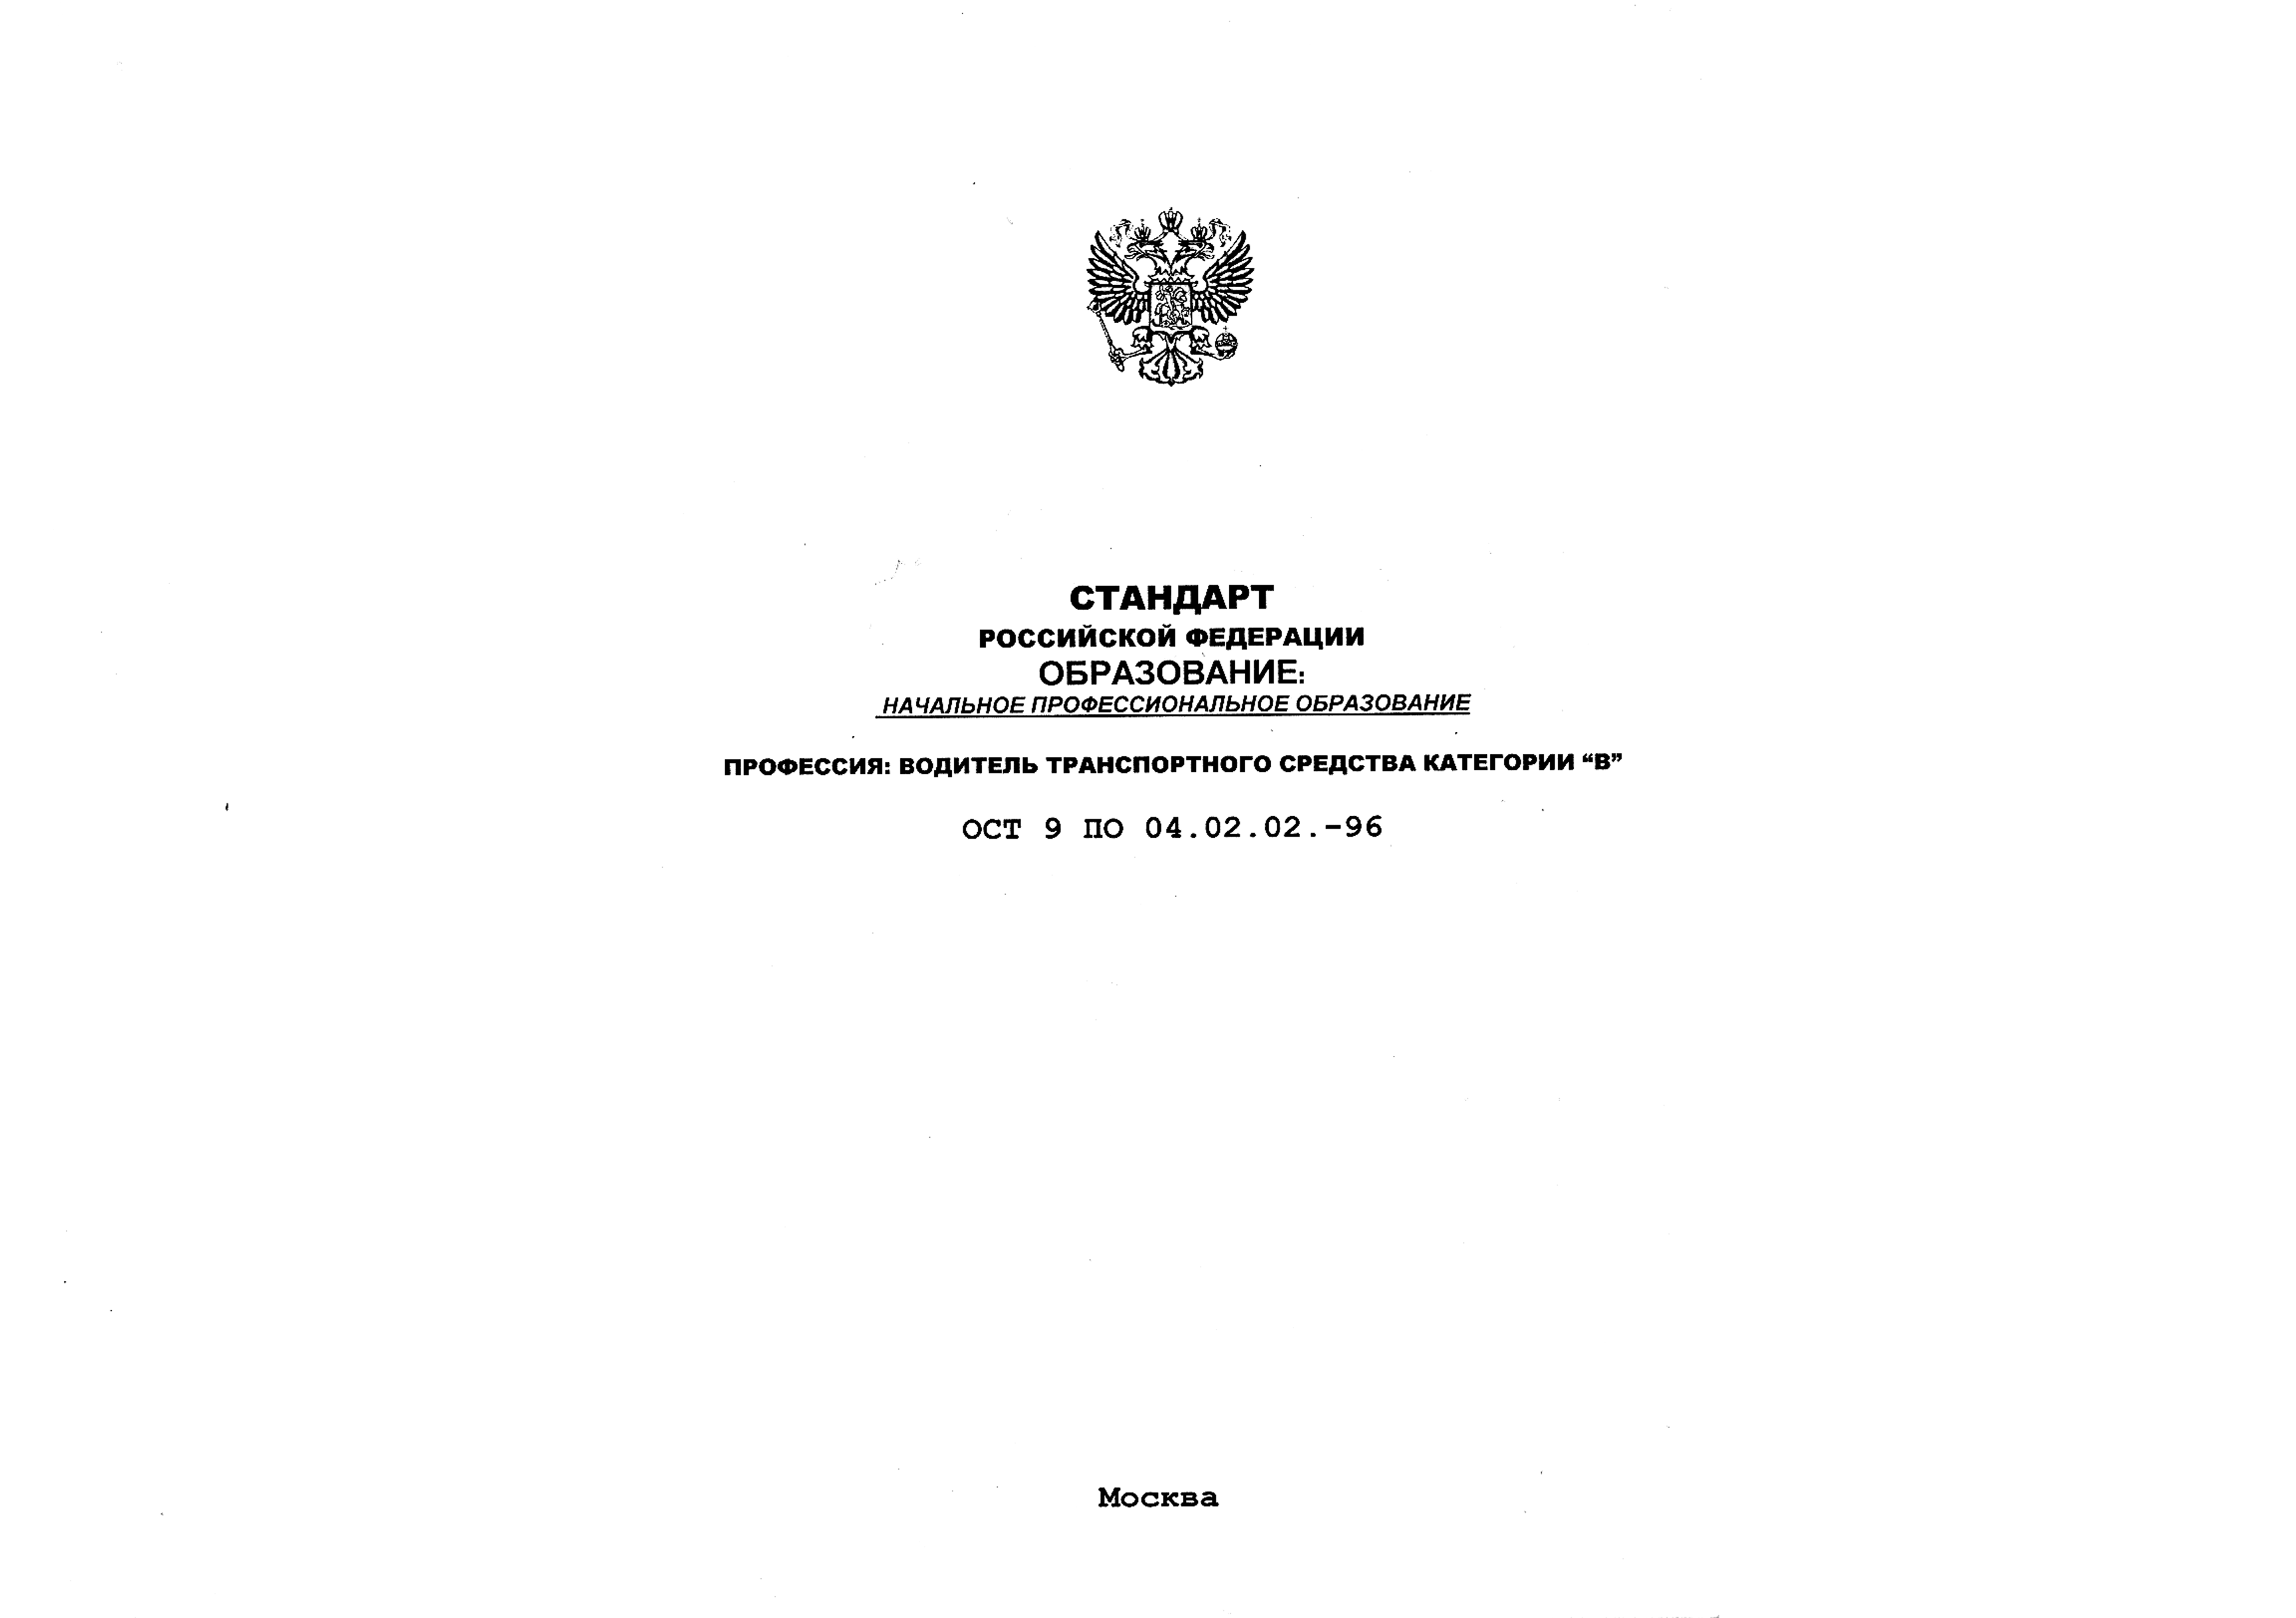 СТАНДАРТ
РОССИЙСКОЙ ФЕДЕРАЦИИ
ОБРАЗОВАНИЕ:
НАЧАЛЬНОЕ ПРОФЕССИОНАЛЬНОЕ ОБРАЗОВАНИЕ
ПРОФЕССИЯ: ВОДИТЕЛЬ ТРАНСПОРТНОГО СРЕДСТВА КАТЕГОРИИ “В”
ОСТ 9 ПО 04.02.02.-96
Москва